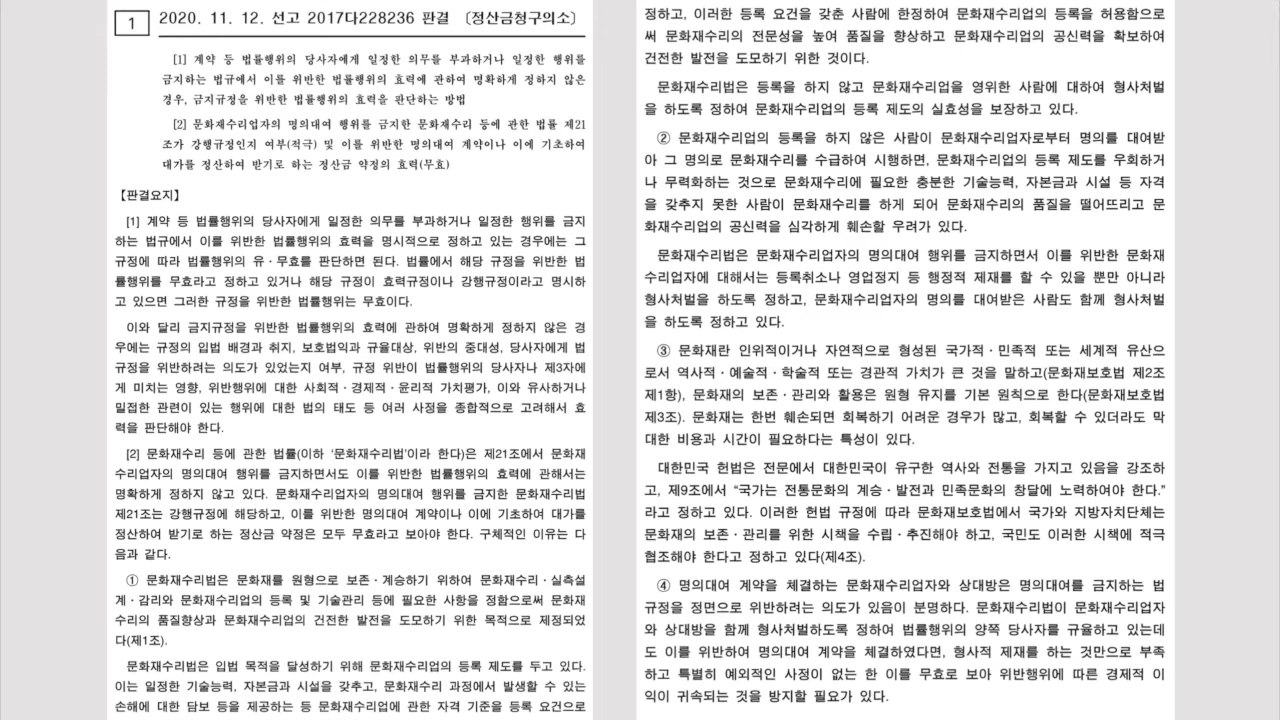 1
2020. 11. 12. 선고 2017다228236 판결 〔정산금청구의소〕
[1] 계약 등 법률행위의 당사자에게 일정한 의무를 부과하거나 일정한 행위를
금지하는 법규에서 이를 위반한 법률행위의 효력에 관하여 명확하게 정하지 않은
경우, 금지규정을 위반한 법률행위의 효력을 판단하는 방법
[2] 문화재수리업자의 명의대여 행위를 금지한 문화재수리 등에 관한 법률 제21
조가 강행규정인지 여부(적극) 및 이를 위반한 명의대여 계약이나 이에 기초하여
대가를 정산하여 받기로 하는 정산금 약정의 효력(무효)
【판결요지】
[1] 계약 등 법률행위의 당사자에게 일정한 의무를 부과하거나 일정한 행위를 금지
하는 법규에서 이를 위반한 법률행위의 효력을 명시적으로 정하고 있는 경우에는 그
규정에 따라 법률행위의 유·무효를 판단하면 된다. 법률에서 해당 규정을 위반한 법
률행위를 무효라고 정하고 있거나 해당 규정이 효력규정이나 강행규정이라고 명시하
고 있으면 그러한 규정을 위반한 법률행위는 무효이다.
이와 달리 금지규정을 위반한 법률행위의 효력에 관하여 명확하게 정하지 않은 경
우에는 규정의 입법 배경과 취지, 보호법익과 규율대상, 위반의 중대성, 당사자에게 법
규정을 위반하려는 의도가 있었는지 여부, 규정 위반이 법률행위의 당사자나 제3자에
게 미치는 영향, 위반행위에 대한 사회적·경제적·윤리적 가치평가, 이와 유사하거나
밀접한 관련이 있는 행위에 대한 법의 태도 등 여러 사정을 종합적으로 고려해서 효
력을 판단해야 한다.
[2] 문화재수리 등에 관한 법률(이하 ‘문화재수리법’이라 한다)은 제21조에서 문화재
수리업자의 명의대여 행위를 금지하면서도 이를 위반한 법률행위의 효력에 관해서는
명확하게 정하지 않고 있다. 문화재수리업자의 명의대여 행위를 금지한 문화재수리법
제21조는 강행규정에 해당하고, 이를 위반한 명의대여 계약이나 이에 기초하여 대가를
정산하여 받기로 하는 정산금 약정은 모두 무효라고 보아야 한다. 구체적인 이유는 다
음과 같다.
① 문화재수리법은 문화재를 원형으로 보존·계승하기 위하여 문화재수리·실측설
계·감리와 문화재수리업의 등록 및 기술관리 등에 필요한 사항을 정함으로써 문화재
수리의 품질향상과 문화재수리업의 건전한 발전을 도모하기 위한 목적으로 제정되었
다(제1조).
문화재수리법은 입법 목적을 달성하기 위해 문화재수리업의 등록 제도를 두고 있다.
이는 일정한 기술능력, 자본금과 시설을 갖추고, 문화재수리 과정에서 발생할 수 있는
손해에 대한 담보 등을 제공하는 등 문화재수리업에 관한 자격 기준을 등록 요건으로
정하고, 이러한 등록 요건을 갖춘 사람에 한정하여 문화재수리업의 등록을 허용함으로
써 문화재수리의 전문성을 높여 품질을 향상하고 문화재수리업의 공신력을 확보하여
건전한 발전을 도모하기 위한 것이다.
문화재수리법은 등록을 하지 않고 문화재수리업을 영위한 사람에 대하여 형사처벌
을 하도록 정하여 문화재수리업의 등록 제도의 실효성을 보장하고 있다.
② 문화재수리업의 등록을 하지 않은 사람이 문화재수리업자로부터 명의를 대여받
아 그 명의로 문화재수리를 수급하여 시행하면, 문화재수리업의 등록 제도를 우회하거
나 무력화하는 것으로 문화재수리에 필요한 충분한 기술능력, 자본금과 시설 등 자격
을 갖추지 못한 사람이 문화재수리를 하게 되어 문화재수리의 품질을 떨어뜨리고 문
화재수리업의 공신력을 심각하게 훼손할 우려가 있다.
문화재수리법은 문화재수리업자의 명의대여 행위를 금지하면서 이를 위반한 문화재
수리업자에 대해서는 등록취소나 영업정지 등 행정적 제재를 할 수 있을 뿐만 아니라
형사처벌을 하도록 정하고, 문화재수리업자의 명의를 대여받은 사람도 함께 형사처벌
을 하도록 정하고 있다.
③ 문화재란 인위적이거나 자연적으로 형성된 국가적·민족적 또는 세계적 유산으
로서 역사적·예술적·학술적 또는 경관적 가치가 큰 것을 말하고(문화재보호법 제2조
제1항), 문화재의 보존·관리와 활용은 원형 유지를 기본 원칙으로 한다(문화재보호법
제3조). 문화재는 한번 훼손되면 회복하기 어려운 경우가 많고, 회복할 수 있더라도 막
대한 비용과 시간이 필요하다는 특성이 있다.
대한민국 헌법은 전문에서 대한민국이 유구한 역사와 전통을 가지고 있음을 강조하
고, 제9조에서 “국가는 전통문화의 계승·발전과 민족문화의 창달에 노력하여야 한다.”
라고 정하고 있다. 이러한 헌법 규정에 따라 문화재보호법에서 국가와 지방자치단체는
문화재의 보존·관리를 위한 시책을 수립·추진해야 하고, 국민도 이러한 시책에 적극
협조해야 한다고 정하고 있다(제4조).
④ 명의대여 계약을 체결하는 문화재수리업자와 상대방은 명의대여를 금지하는 법
규정을 정면으로 위반하려는 의도가 있음이 분명하다. 문화재수리법이 문화재수리업자
와 상대방을 함께 형사처벌하도록 정하여 법률행위의 양쪽 당사자를 규율하고 있는데
도 이를 위반하여 명의대여 계약을 체결하였다면, 형사적 제재를 하는 것만으로 부족
하고 특별히 예외적인 사정이 없는 한 이를 무효로 보아 위반행위에 따른 경제적 이
익이 귀속되는 것을 방지할 필요가 있다.